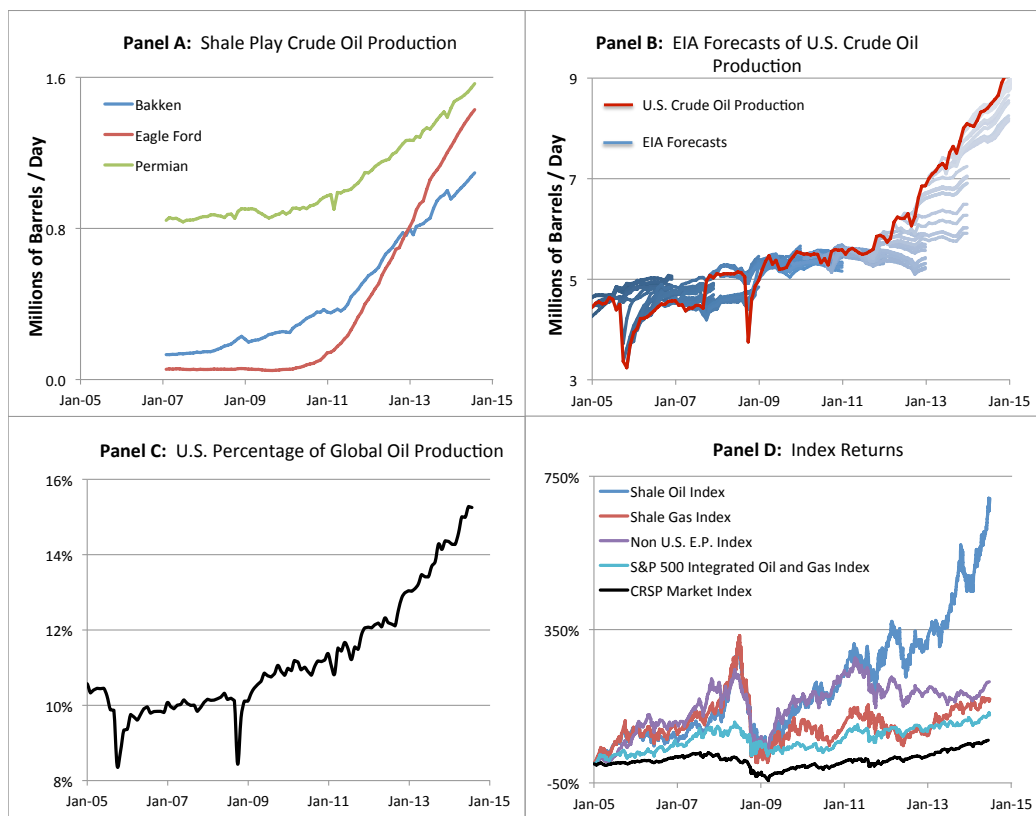 Panel A: Shale Play Crude Oil Production
Millions of Barrels / Day
1.6
0.8
0.0
Bakken
Eagle Ford
Permian
Jan-05 Jan-07 Jan-09 Jan-11 Jan-13 Jan-15
Panel B: EIA Forecasts of U.S. Crude Oil
Production
Millions of Barrels / Day
9
7
5
3
U.S. Crude Oil Production
EIA Forecasts
Jan-05 Jan-07 Jan-09 Jan-11 Jan-13 Jan-15
Panel C: U.S. Percentage of Global Oil Production
16%
14%
12%
10%
8%
Jan-05 Jan-07 Jan-09 Jan-11 Jan-13 Jan-15
Panel D: Index Returns
750%
350%
-50%
Shale Oil Index
Shale Gas Index
Non U.S. E.P. Index
S&P 500 Integrated Oil and Gas Index
CRSP Market Index
Jan-05 Jan-07 Jan-09 Jan-11 Jan-13 Jan-15